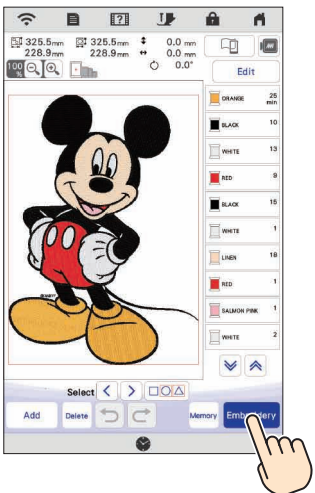 325.5mm 325.5mm 0.0 mm
228.9mm 228.9mm 0.0 mm
100% 0.0°
Edit
ORANGE 25 min
BLACK 10
WHITE 13
RED 9
BLACK 15
WHITE 1
LINEN 18
RED 1
SALMON PINK 1
WHITE 2
Select
Add Delete Memory Embroidery